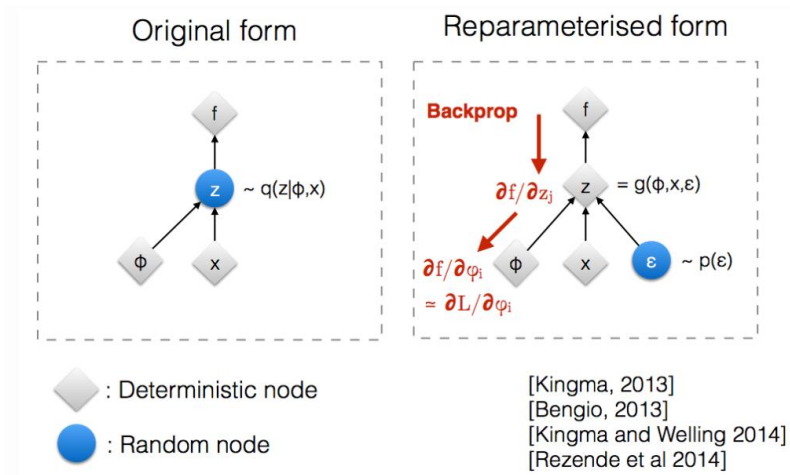 Original form
f
z
~ q(z|ϕ,x)
ϕ
x
Reparameterised form
Backprop
f
∂f/∂zⱼ
z
= g(ϕ,x,ε)
∂f/∂φᵢ
≃ ∂L/∂φᵢ
ϕ
x
ε
~ p(ε)
: Deterministic node
: Random node
[Kingma, 2013]
[Bengio, 2013]
[Kingma and Welling 2014]
[Rezende et al 2014]